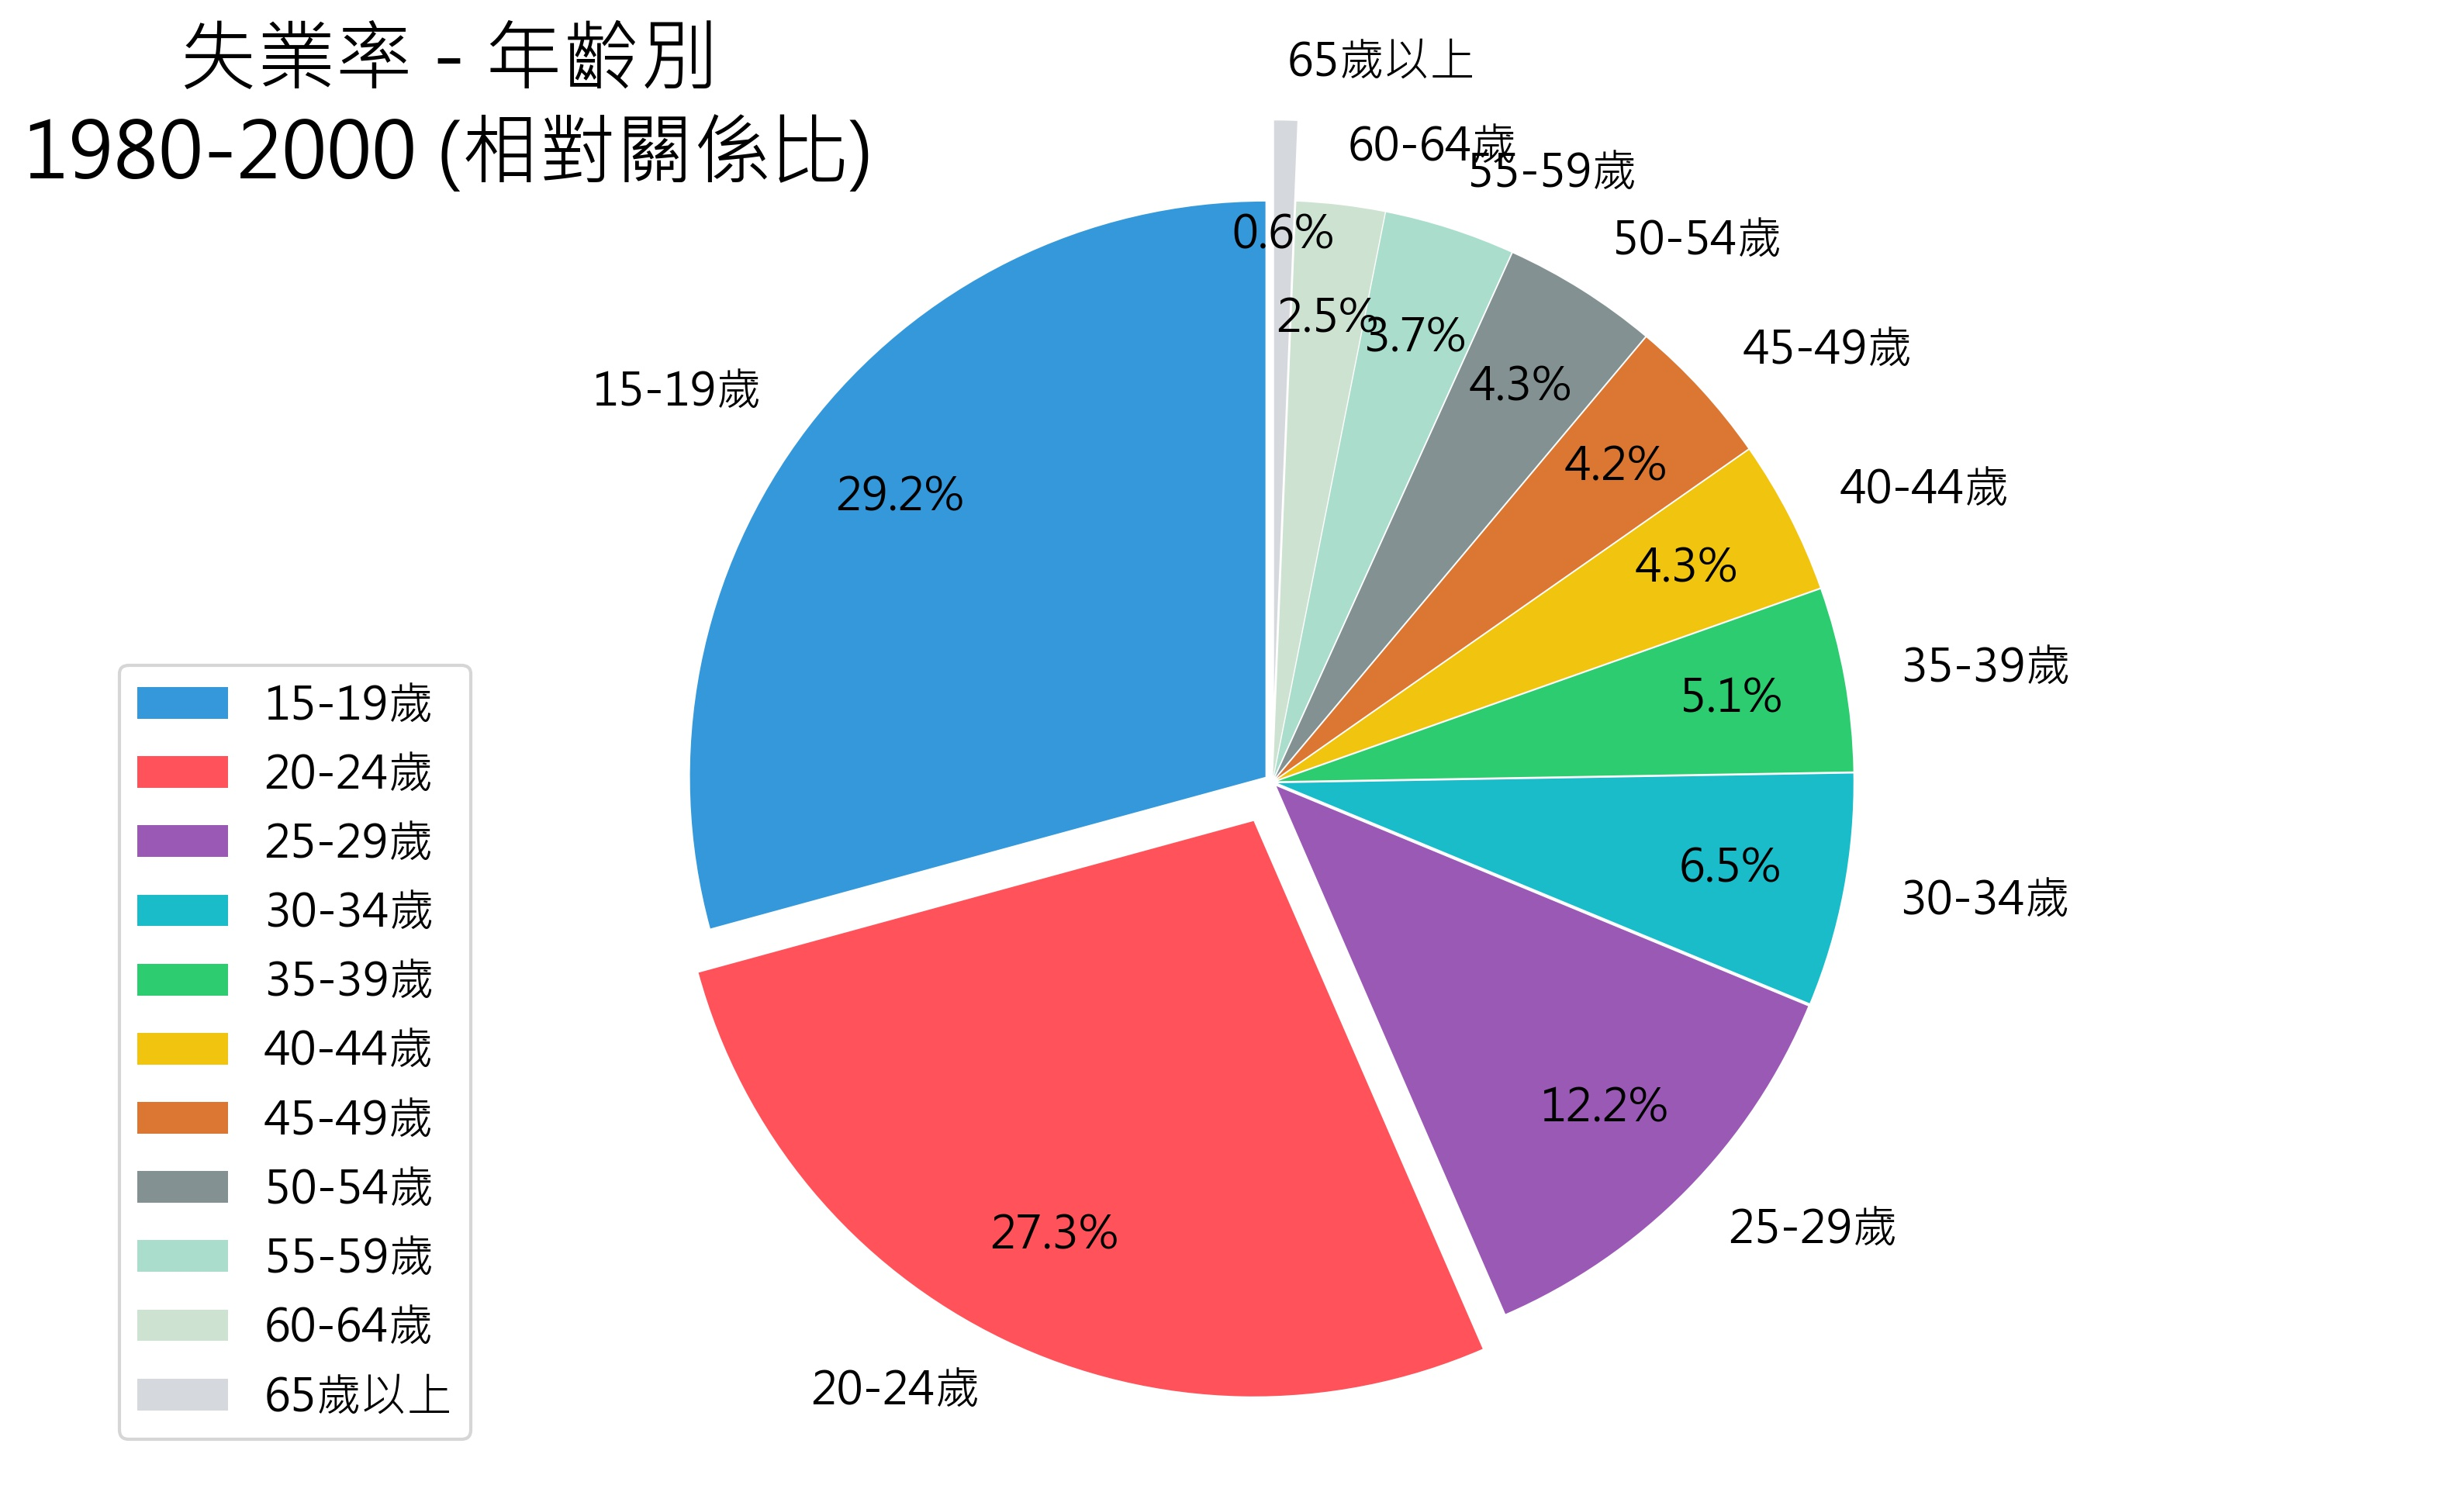 失業率 - 年齡別
1980-2000 (相對關係比)
65歲以上
60-64歲
55-59歲
50-54歲
45-49歲
40-44歲
35-39歲
30-34歲
25-29歲
20-24歲
15-19歲
0.6%
2.5%
3.7%
4.3%
4.2%
4.3%
5.1%
6.5%
12.2%
27.3%
29.2%
15-19歲
20-24歲
25-29歲
30-34歲
35-39歲
40-44歲
45-49歲
50-54歲
55-59歲
60-64歲
65歲以上